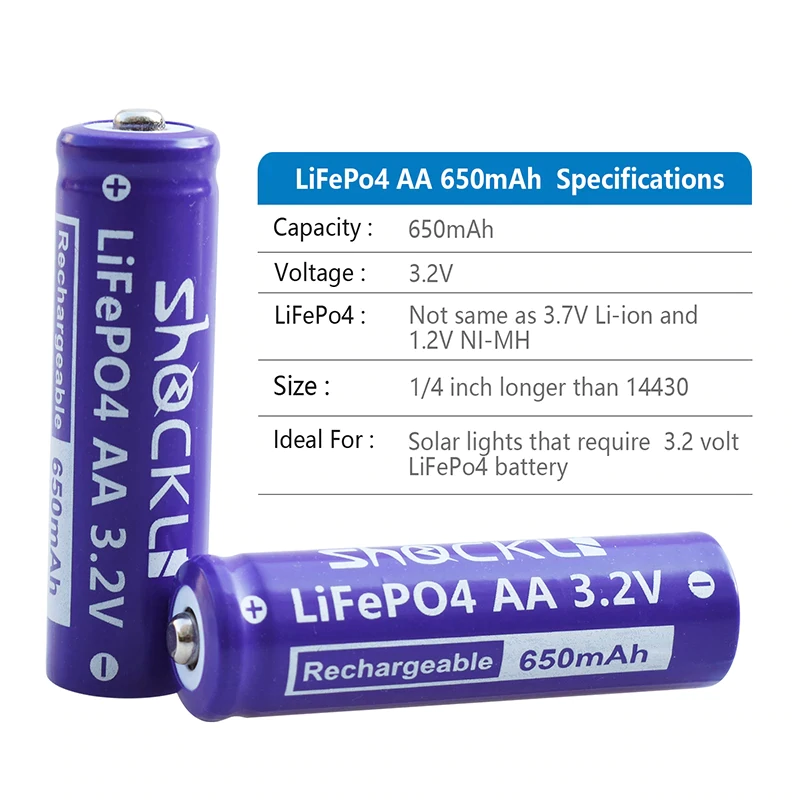 LiFePo4 AA 650mAh Specifications
Capacity : 650mAh
Voltage : 3.2V
LiFePo4 : Not same as 3.7V Li-ion and
1.2V NI-MH
Size : 1/4 inch longer than 14430
Ideal For : Solar lights that require 3.2 volt
LiFePo4 battery
+
SHOCKLI
LiFePO4 AA 3.2V
Rechargeable 650mAh
-
SHOCKLI
+ LiFePO4 AA 3.2V -
Rechargeable 650mAh